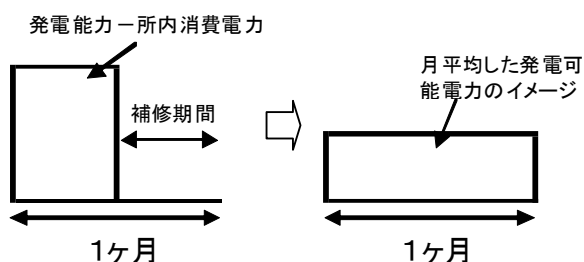 発電能力－所内消費電力
補修期間
1ヶ月
月平均した発電可
能電力のイメージ
1ヶ月